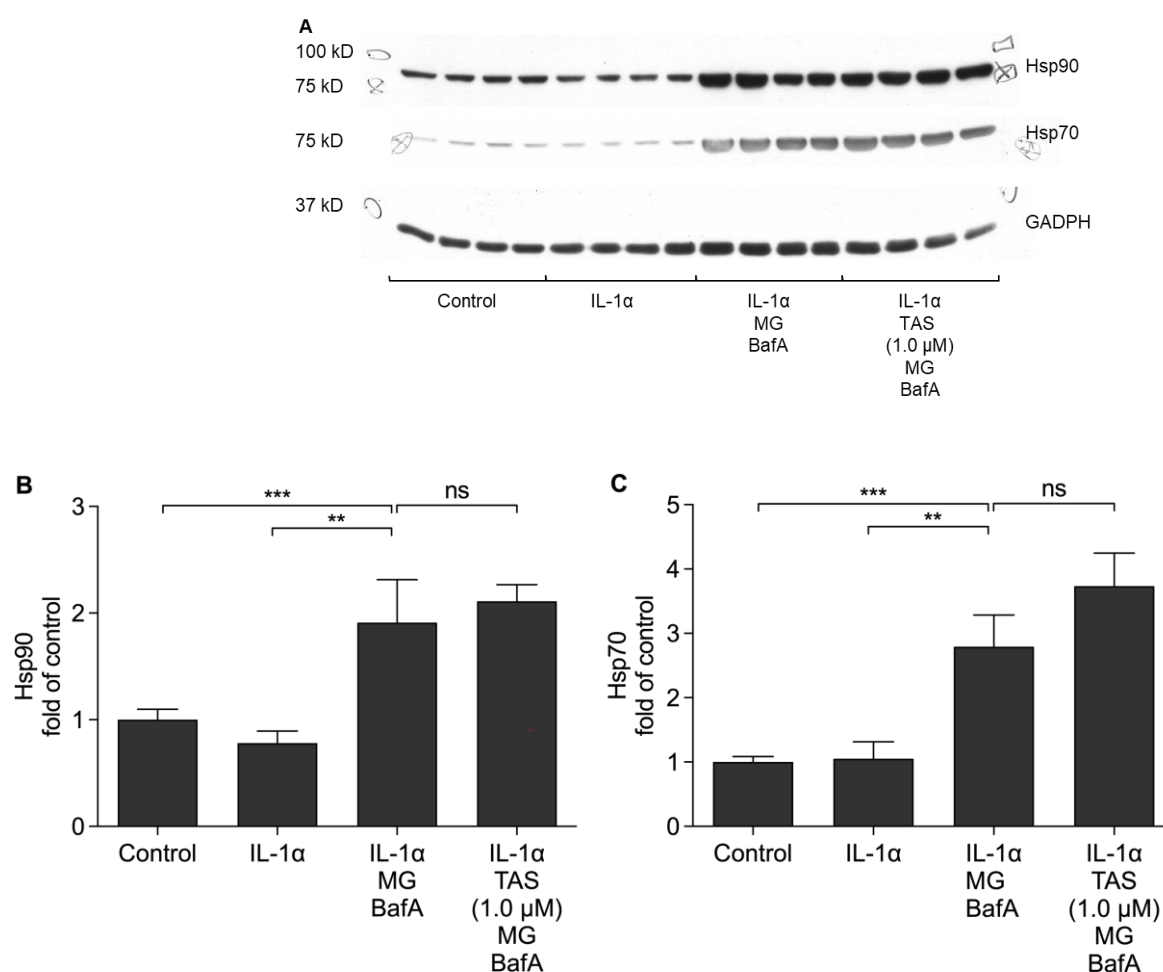 A
100 kD
75 kD
Hsp90
75 kD
Hsp70
37 kD
GADPH
Control
IL-1α
IL-1α
MG
BafA
IL-1α
TAS
(1.0 µM)
MG
BafA
B
Hsp90
fold of control
3
2
1
0
***
**
ns
Control
IL-1α
IL-1α
MG
BafA
IL-1α
TAS
(1.0 µM)
MG
BafA
C
Hsp70
fold of control
5
4
3
2
1
0
***
**
ns
Control
IL-1α
IL-1α
MG
BafA
IL-1α
TAS
(1.0 µM)
MG
BafA